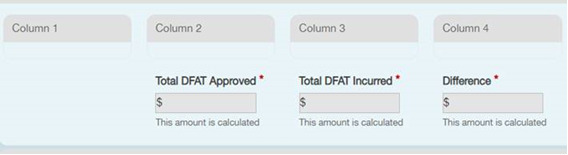 Column 1 Column 2 Column 3 Column 4
Total DFAT Approved * Total DFAT Incurred * Difference *
$ $ $
This amount is calculated This amount is calculated This amount is calculated